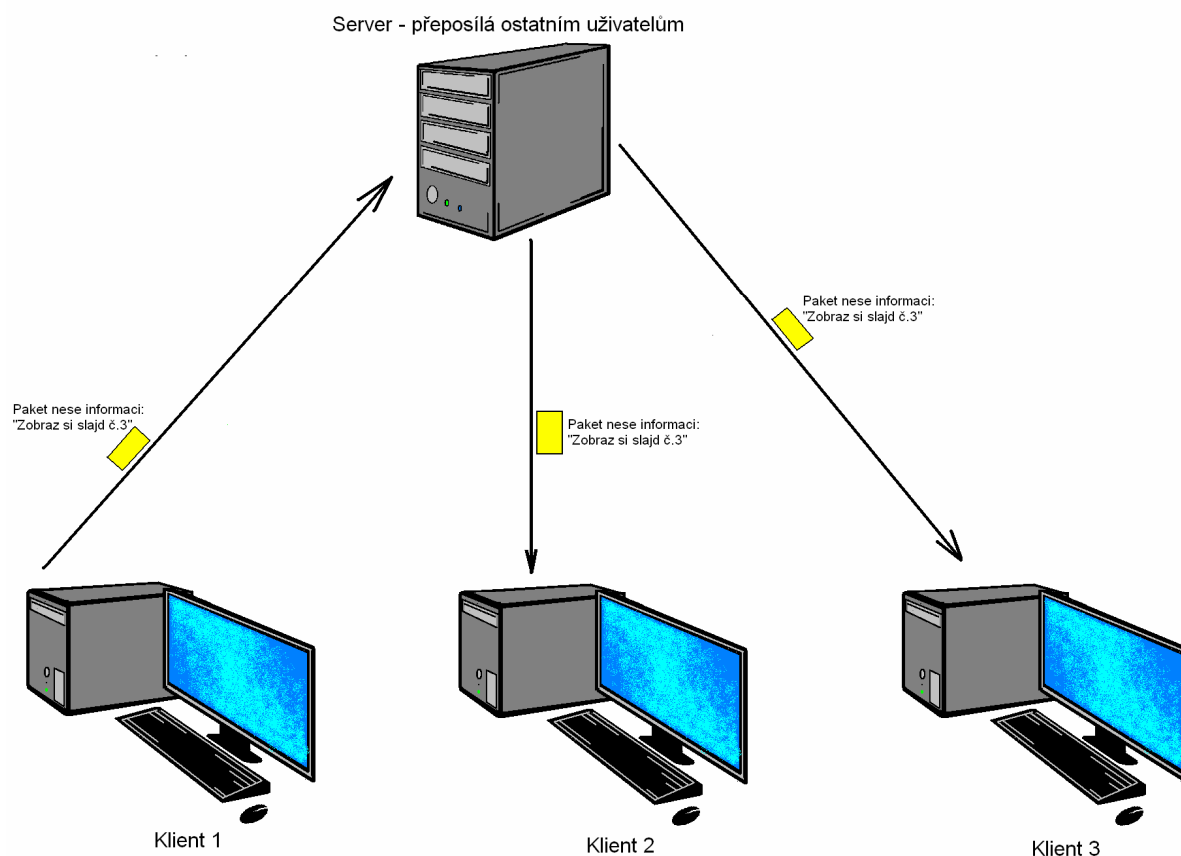 Server - přeposílá ostatním uživatelům
Paket nese informaci:
"Zobraz si slajd č.3"
Paket nese informaci:
"Zobraz si slajd č.3"
Paket nese informaci:
"Zobraz si slajd č.3"
Klient 1
Klient 2
Klient 3